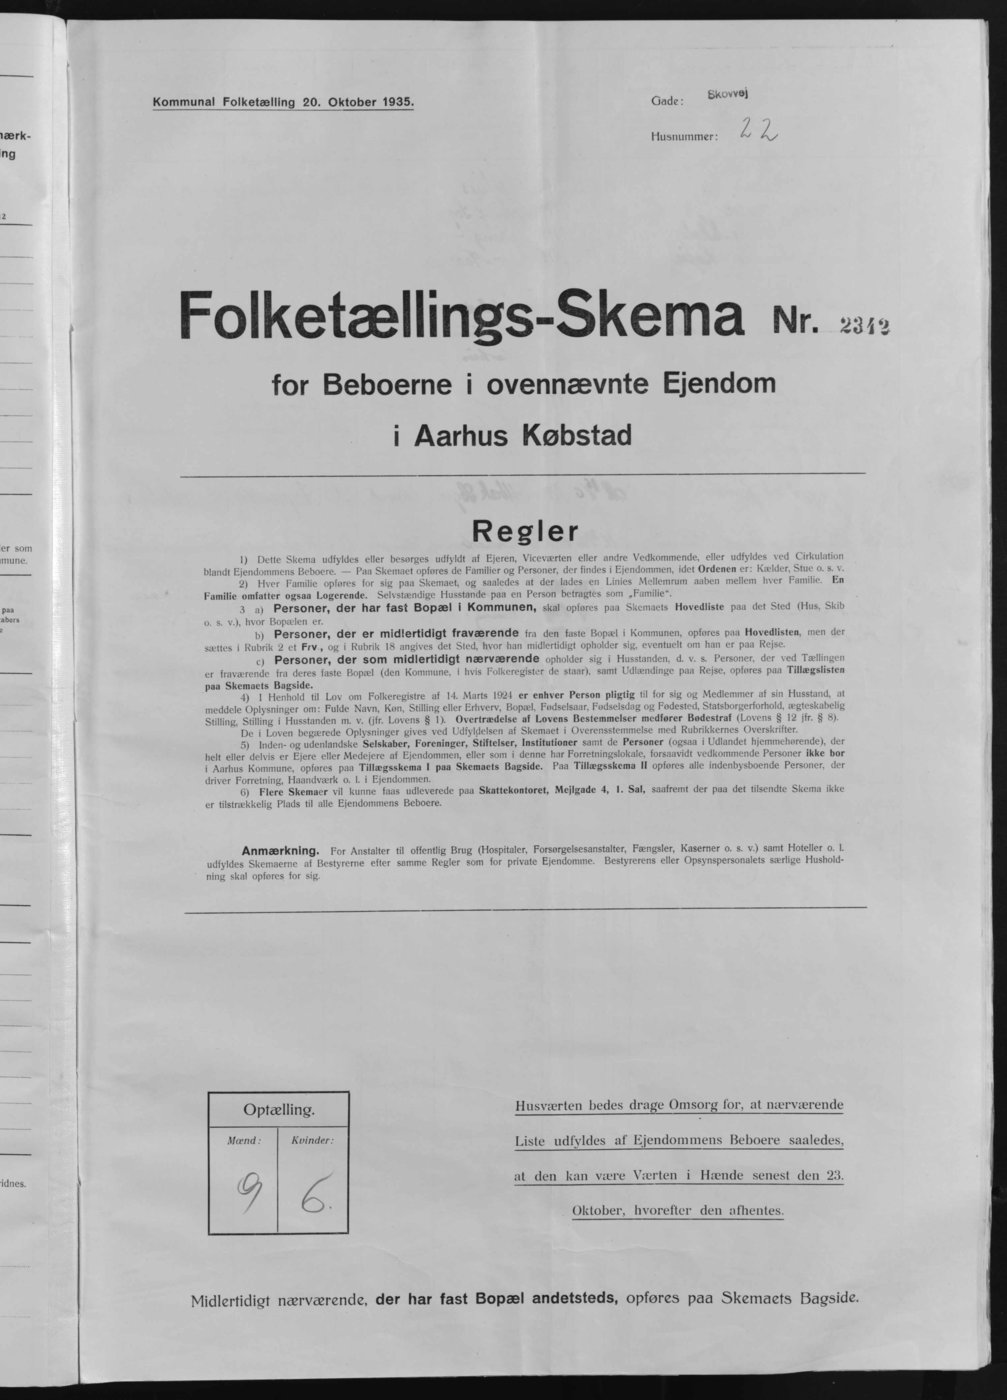 Kommunal Folketælling 20. Oktober 1935.
Gade: Skovvej
Husnummer: 22
Folketællings-Skema Nr. 2342
for Beboerne i ovennævnte Ejendom
i Aarhus Købstad
Regler
1) Dette Skema udfyldes eller besørges udfyldt af Ejeren, Viceværten eller andre Vedkommende, eller udfyldes ved Cirkulation
blandt Ejendommens Beboere. — Paa Skemaet opføres de Familier og Personer, der findes i Ejendommen, idet Ordenen er: Kælder, Stue o. s. v.
2) Hver Familie opføres for sig paa Skemaet, og saaledes at der lades en Linies Mellemrum aaben mellem hver Familie. En
Familie omfatter ogsaa Logerende. Selvstændige Husstande paa en Person betragtes som „Familie".
3 a) Personer, der har fast Bopæl i Kommunen, skal opføres paa Skemaets Hovedliste paa det Sted (Hus, Skib
o. s. v.), hvor Bopælen er.
b) Personer, der er midlertidigt fraværende fra den faste Bopæl i Kommunen, opføres paa Hovedlisten, men der
sættes i Rubrik 2 et Frv., og i Rubrik 18 angives det Sted, hvor han midlertidigt opholder sig, eventuelt om han er paa Rejse.
c) Personer, der som midlertidigt nærværende opholder sig i Husstanden, d. v. s. Personer, der ved Tællingen
er fraværende fra deres faste Bopæl (den Kommune, i hvis Folkeregister de staar), samt Udlændinge paa Rejse, opføres paa Tillægslisten
paa Skemaets Bagside.
4) I Henhold til Lov om Folkeregistre af 14. Marts 1924 er enhver Person pligtig til for sig og Medlemmer af sin Husstand, at
meddele Oplysninger om: Fulde Navn, Køn, Stilling eller Erhverv, Bopæl, Fødselsaar, Fødselsdag og Fødested, Statsborgerforhold, ægteskabelig
Stilling, Stilling i Husstanden m. v. (jfr. Lovens § 1). Overtrædelse af Lovens Bestemmelser medfører Bødestraf (Lovens § 12 jfr. § 8).
De i Loven begærede Oplysninger gives ved Udfyldelsen af Skemaet i Overensstemmelse med Rubrikkernes Overskrifter.
5) Inden- og udenlandske Selskaber, Foreninger, Stiftelser, Institutioner samt de Personer (ogsaa i Udlandet hjemmehørende), der
helt eller delvis er Ejere eller Medejere af Ejendommen, eller som i denne har Forretningslokale, forsaavidt vedkommende Personer ikke bor
i Aarhus Kommune, opføres paa Tillægsskema I paa Skemaets Bagside. Paa Tillægsskema II opføres alle indenbysboende Personer, der
driver Forretning, Haandværk o. l. i Ejendommen.
6) Flere Skemaer vil kunne faas udleverede paa Skattekontoret, Mejlgade 4, 1. Sal, saafremt der paa det tilsendte Skema ikke
er tilstrækkelig Plads til alle Ejendommens Beboere.
Anmærkning. For Anstalter til offentlig Brug (Hospitaler, Forsørgelsesanstalter, Fængsler, Kaserner o. s. v.) samt Hoteller o. l.
udfyldes Skemaerne af Bestyrerne efter samme Regler som for private Ejendomme. Bestyrerens eller Opsynspersonalets særlige Hushold-
ning skal opføres for sig.
Optælling.
Mænd: Kvinder:
9 6.
Husværten bedes drage Omsorg for, at nærværende
Liste udfyldes af Ejendommens Beboere saaledes,
at den kan være Værten i Hænde senest den 23.
Oktober, hvorefter den afhentes.
Midlertidigt nærværende, der har fast Bopæl andetsteds, opføres paa Skemaets Bagside.